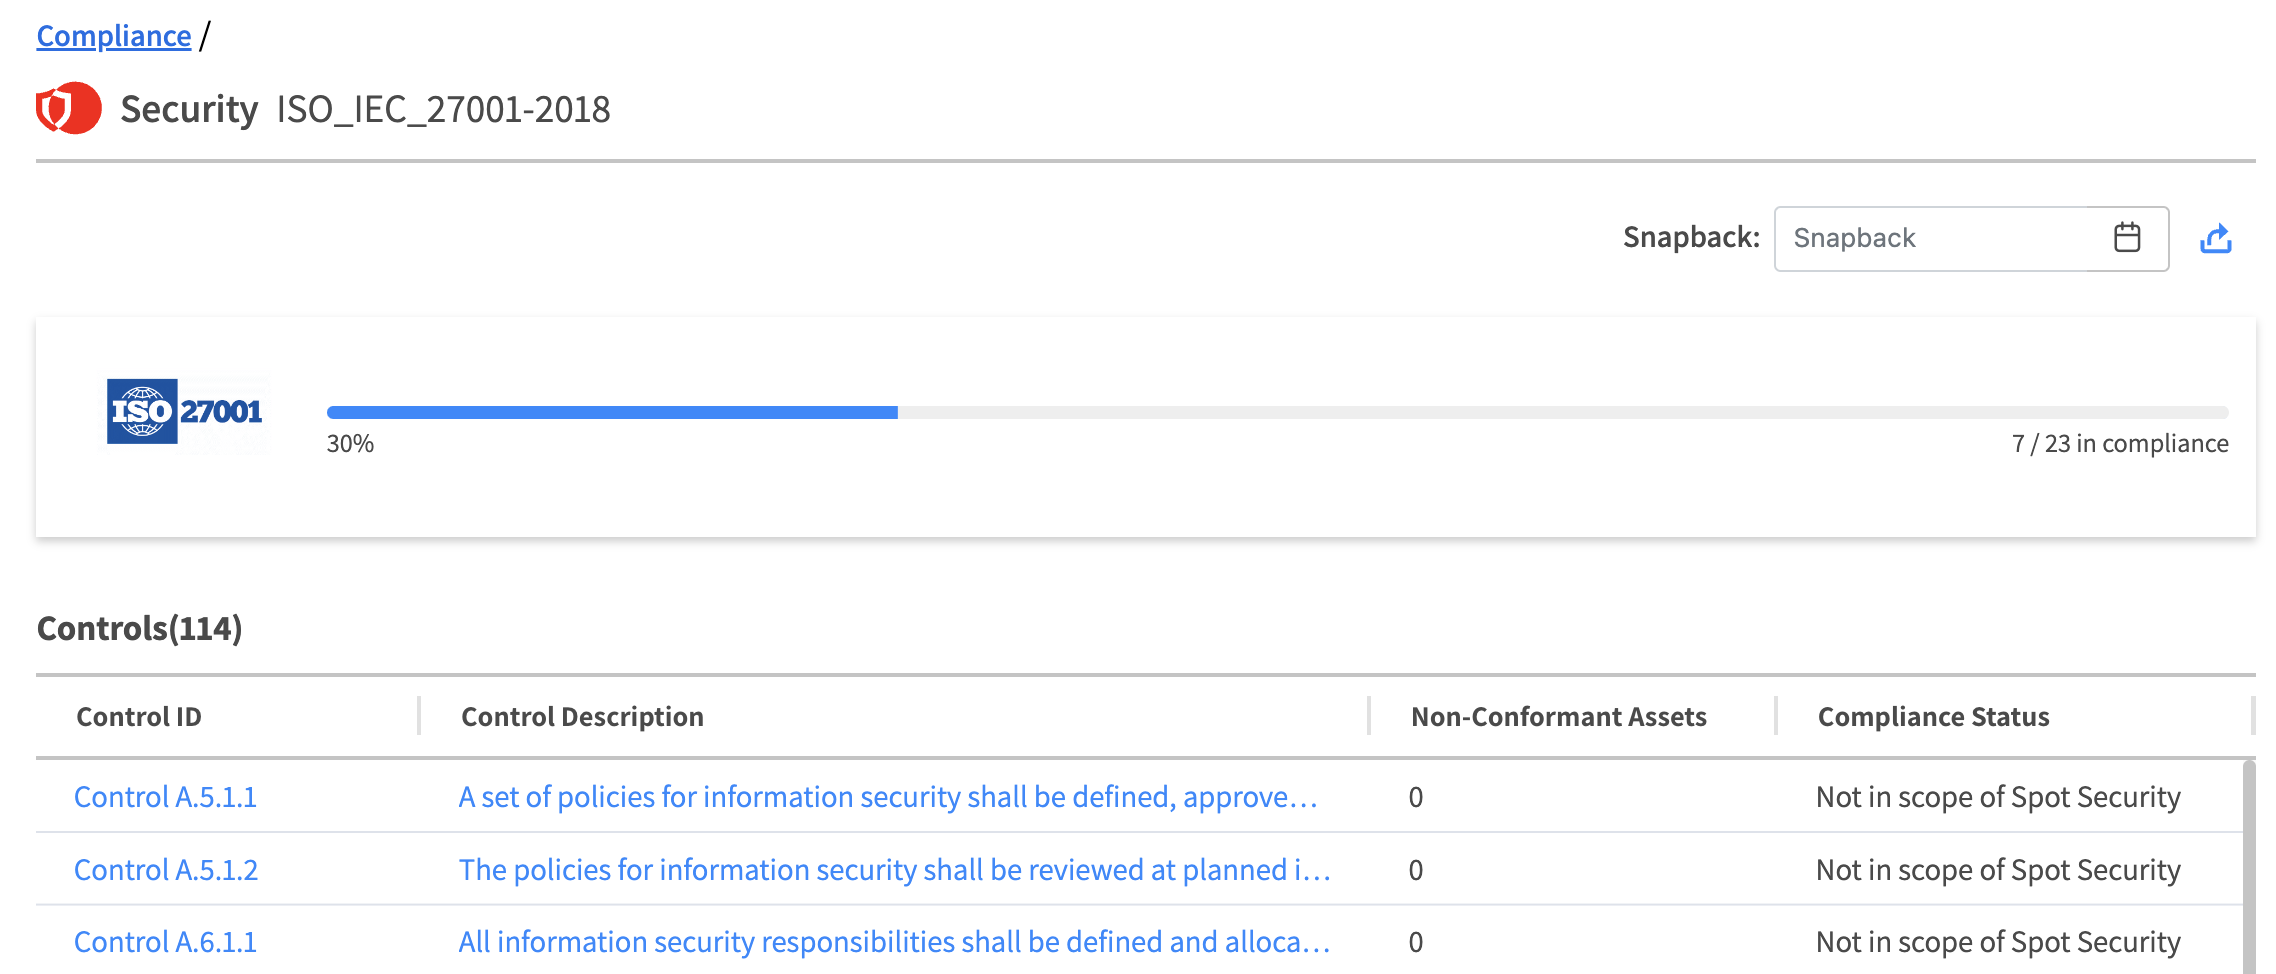 Compliance /
Security ISO_IEC_27001-2018
Snapback: Snapback
ISO 27001
30% 7 / 23 in compliance
Controls(114)
Control ID Control Description Non-Conformant Assets Compliance Status
Control A.5.1.1 A set of policies for information security shall be defined, approve… 0 Not in scope of Spot Security
Control A.5.1.2 The policies for information security shall be reviewed at planned i… 0 Not in scope of Spot Security
Control A.6.1.1 All information security responsibilities shall be defined and alloca… 0 Not in scope of Spot Security